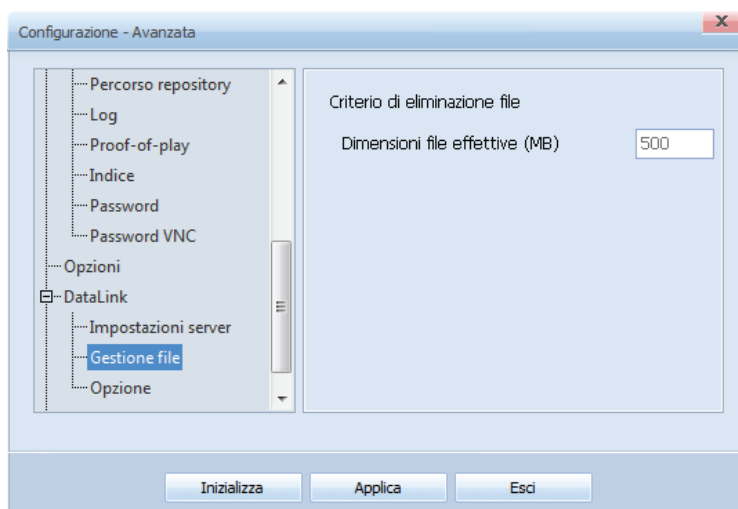 Configurazione - Avanzata
x
Percorso repository
Log
Proof-of-play
Indice
Password
Password VNC
Opzioni
DataLink
Impostazioni server
Gestione file
Opzione
Criterio di eliminazione file
Dimensioni file effettive (MB) 500
Inizializza Applica Esci